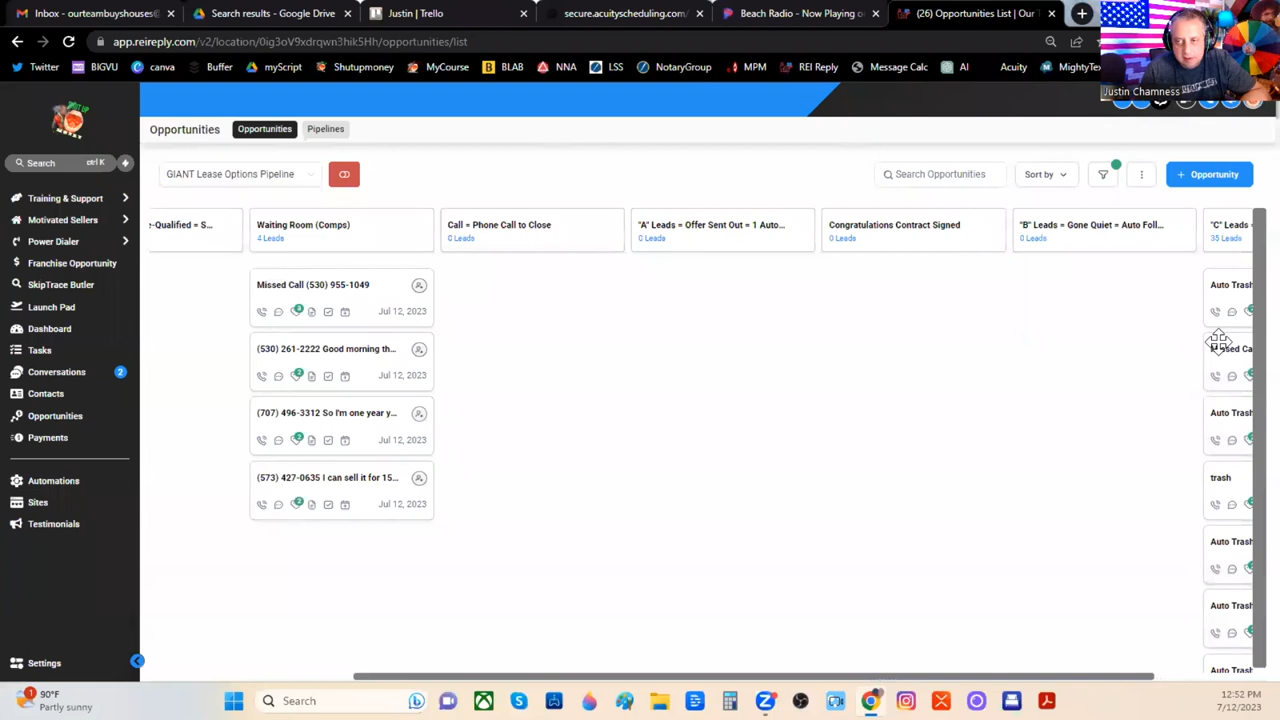 Inbox - ourteambuyshouses@
Search results - Google Drive
Justin | Trello
secure.acuityscheduling.com/
Beach Radio - Now Playing o
(26) Opportunities List | Our T
app.reireply.com/v2/location/0ig3oV9xdrqwn3hik5Hh/opportunities/list
Twitter
BIGVU
canva
Buffer
myScript
Shutupmoney
eCourse
BLAB
NNA
LSS
NotaryGroup
MPM
REI Reply
Message Calc
AI
Acuity
MightyTex
Justin Chamness
Opportunities
Opportunities
Pipelines
Search
ctrl K
GIANT Lease Options Pipeline
Search Opportunities
Sort by
+ Opportunity
Training & Support
Motivated Sellers
Power Dialer
Franchise Opportunity
SkipTrace Butler
Launch Pad
Dashboard
Tasks
Conversations
2
Contacts
Opportunities
Payments
Automations
Sites
Testimonials
Settings
e-Qualified = S...
Waiting Room (Comps)
4 Leads
Call = Phone Call to Close
0 Leads
"A" Leads = Offer Sent Out = 1 Auto...
0 Leads
Congratulations Contract Signed
0 Leads
"B" Leads = Gone Quiet = Auto Foll...
0 Leads
"C" Leads =
35 Leads
Missed Call (530) 955-1049
Jul 12, 2023
(530) 261-2222 Good morning th...
Jul 12, 2023
(707) 496-3312 So I'm one year y...
Jul 12, 2023
(573) 427-0635 I can sell it for 15...
Jul 12, 2023
Auto Trash
Auto Trash
trash
Auto Trash
Auto Trash
Auto Trash
1
90°F
Partly sunny
Search
12:52 PM
7/12/2023